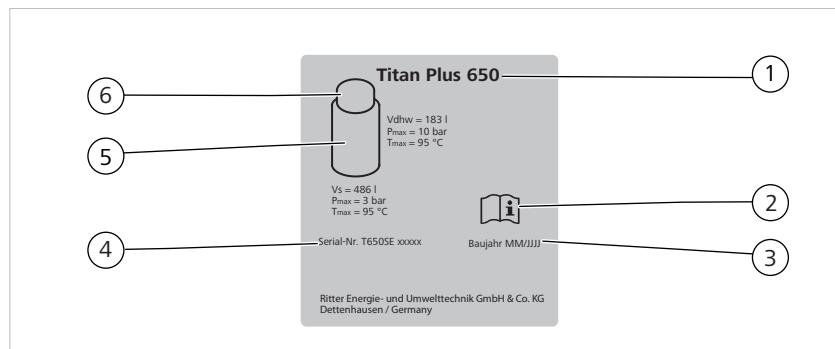 Titan Plus 650
1
6
Vdhw = 183 l
Pmax = 10 bar
Tmax = 95 °C
5
Vs = 486 l
Pmax = 3 bar
Tmax = 95 °C
i
2
4
Serial-Nr. T650SE xxxxx
Baujahr MM/JJJJ
3
Ritter Energie- und Umwelttechnik GmbH & Co. KG
Dettenhausen / Germany